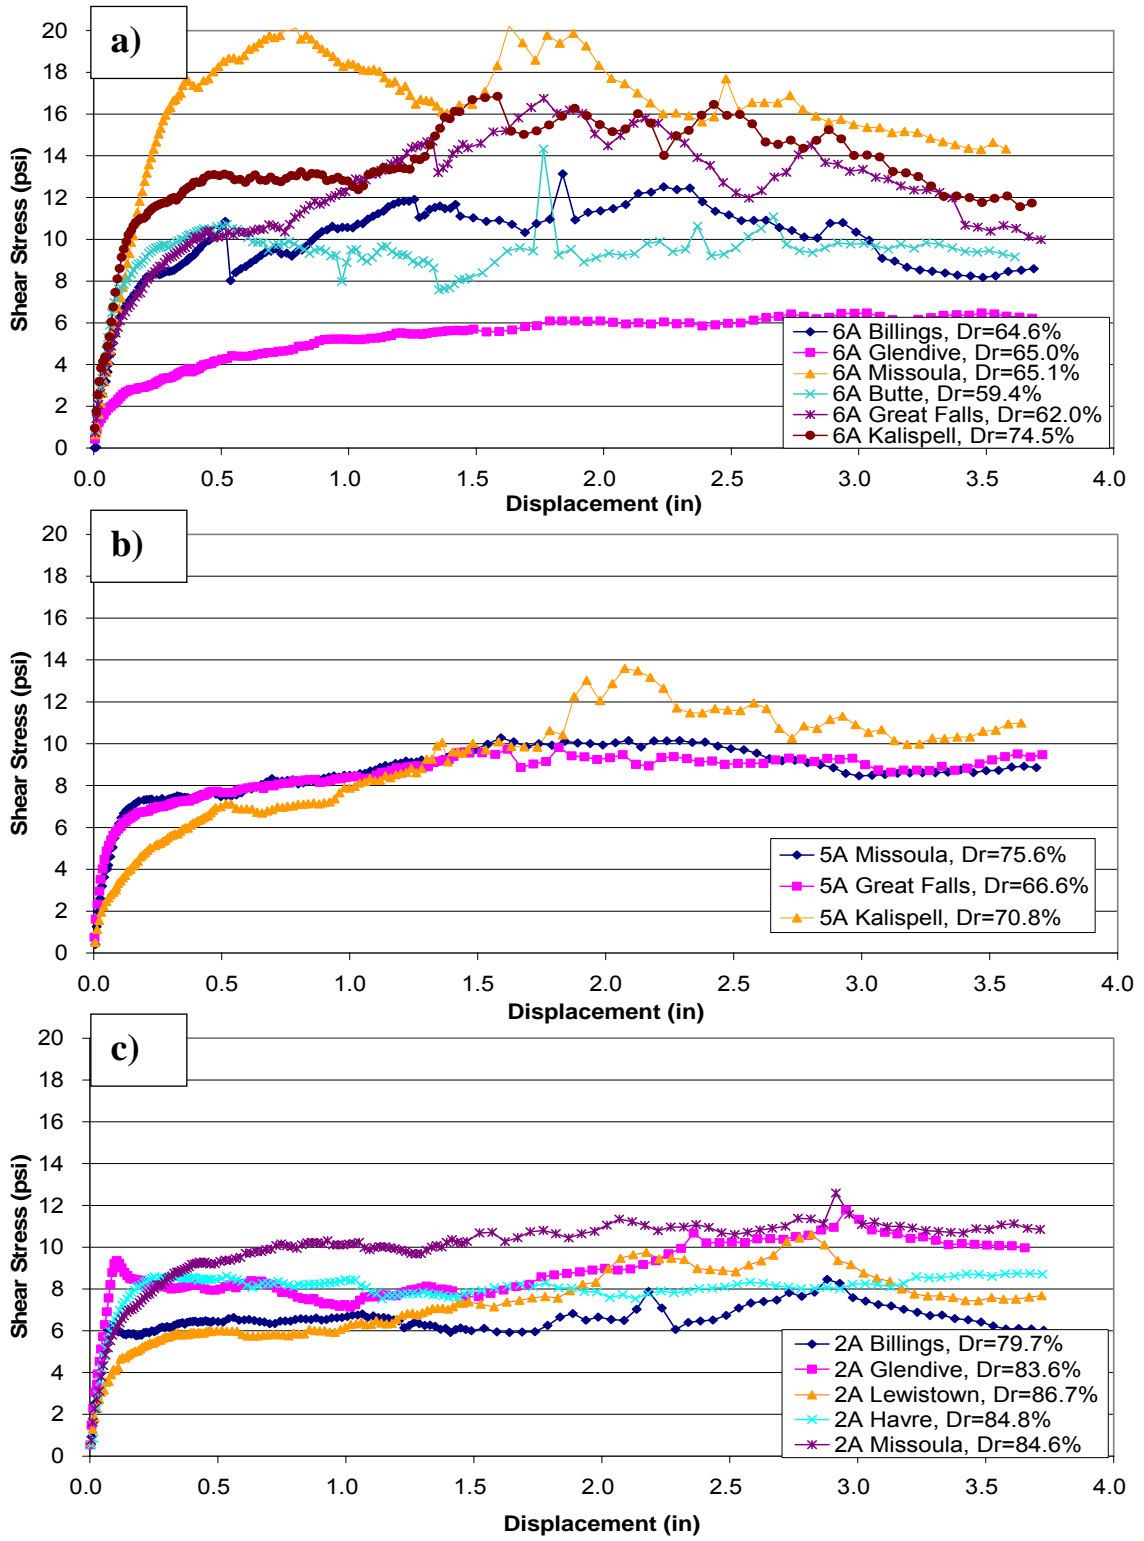 a)
20
18
16
14
12
10
8
6
4
2
0
Shear Stress (psi)
6A Billings, Dr=64.6%
6A Glendive, Dr=65.0%
6A Missoula, Dr=65.1%
6A Butte, Dr=59.4%
6A Great Falls, Dr=62.0%
6A Kalispell, Dr=74.5%
0.0 0.5 1.0 1.5 2.0 2.5 3.0 3.5 4.0
Displacement (in)
b)
20
18
16
14
12
10
8
6
4
2
0
Shear Stress (psi)
5A Missoula, Dr=75.6%
5A Great Falls, Dr=66.6%
5A Kalispell, Dr=70.8%
0.0 0.5 1.0 1.5 2.0 2.5 3.0 3.5 4.0
Displacement (in)
c)
20
18
16
14
12
10
8
6
4
2
0
Shear Stress (psi)
2A Billings, Dr=79.7%
2A Glendive, Dr=83.6%
2A Lewistown, Dr=86.7%
2A Havre, Dr=84.8%
2A Missoula, Dr=84.6%
0.0 0.5 1.0 1.5 2.0 2.5 3.0 3.5 4.0
Displacement (in)